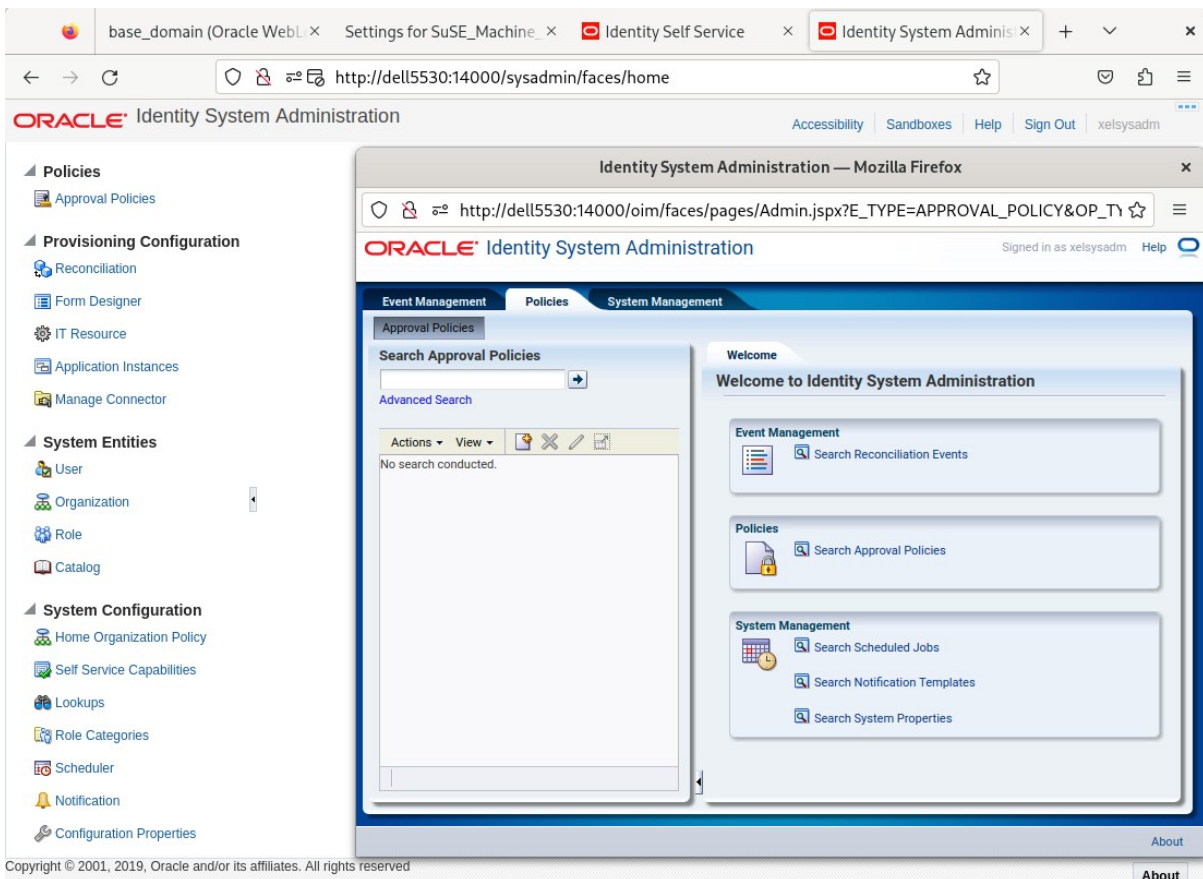 base_domain (Oracle WebL
Settings for SuSE_Machine_
Identity Self Service
Identity System Adminis
http://dell5530:14000/sysadmin/faces/home
ORACLE Identity System Administration
Accessibility Sandboxes Help Sign Out xelsysadm
Policies
Approval Policies
Provisioning Configuration
Reconciliation
Form Designer
IT Resource
Application Instances
Manage Connector
System Entities
User
Organization
Role
Catalog
System Configuration
Home Organization Policy
Self Service Capabilities
Lookups
Role Categories
Scheduler
Notification
Configuration Properties
Identity System Administration — Mozilla Firefox
http://dell5530:14000/oim/faces/pages/Admin.jspx?E_TYPE=APPROVAL_POLICY&OP_TY
ORACLE Identity System Administration
Signed in as xelsysadm Help
Event Management Policies System Management
Approval Policies
Search Approval Policies
Advanced Search
Actions View
No search conducted.
Welcome
Welcome to Identity System Administration
Event Management
Search Reconciliation Events
Policies
Search Approval Policies
System Management
Search Scheduled Jobs
Search Notification Templates
Search System Properties
About
Copyright © 2001, 2019, Oracle and/or its affiliates. All rights reserved
About